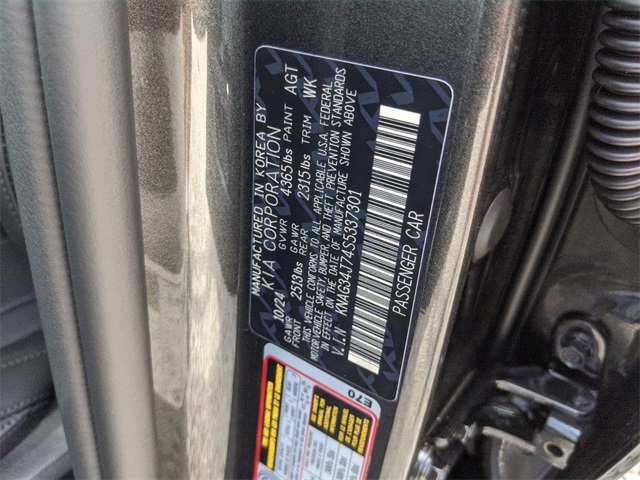 MANUFACTURED IN KOREA BY
KIA CORPORATION
10/24 GVWR 4365lbs PAINT AGT
GAWR FRONT 2513lbs GAWR REAR 2315lbs TRIM WK
THIS VEHICLE CONFORMS TO ALL APPLICABLE U.S.A. FEDERAL
MOTOR VEHICLE SAFETY, BUMPER, AND THEFT PREVENTION STANDARDS
IN EFFECT ON THE DATE OF MANUFACTURE SHOWN ABOVE
V.I.N KNAG34J74S5337301
PASSENGER CAR
E70